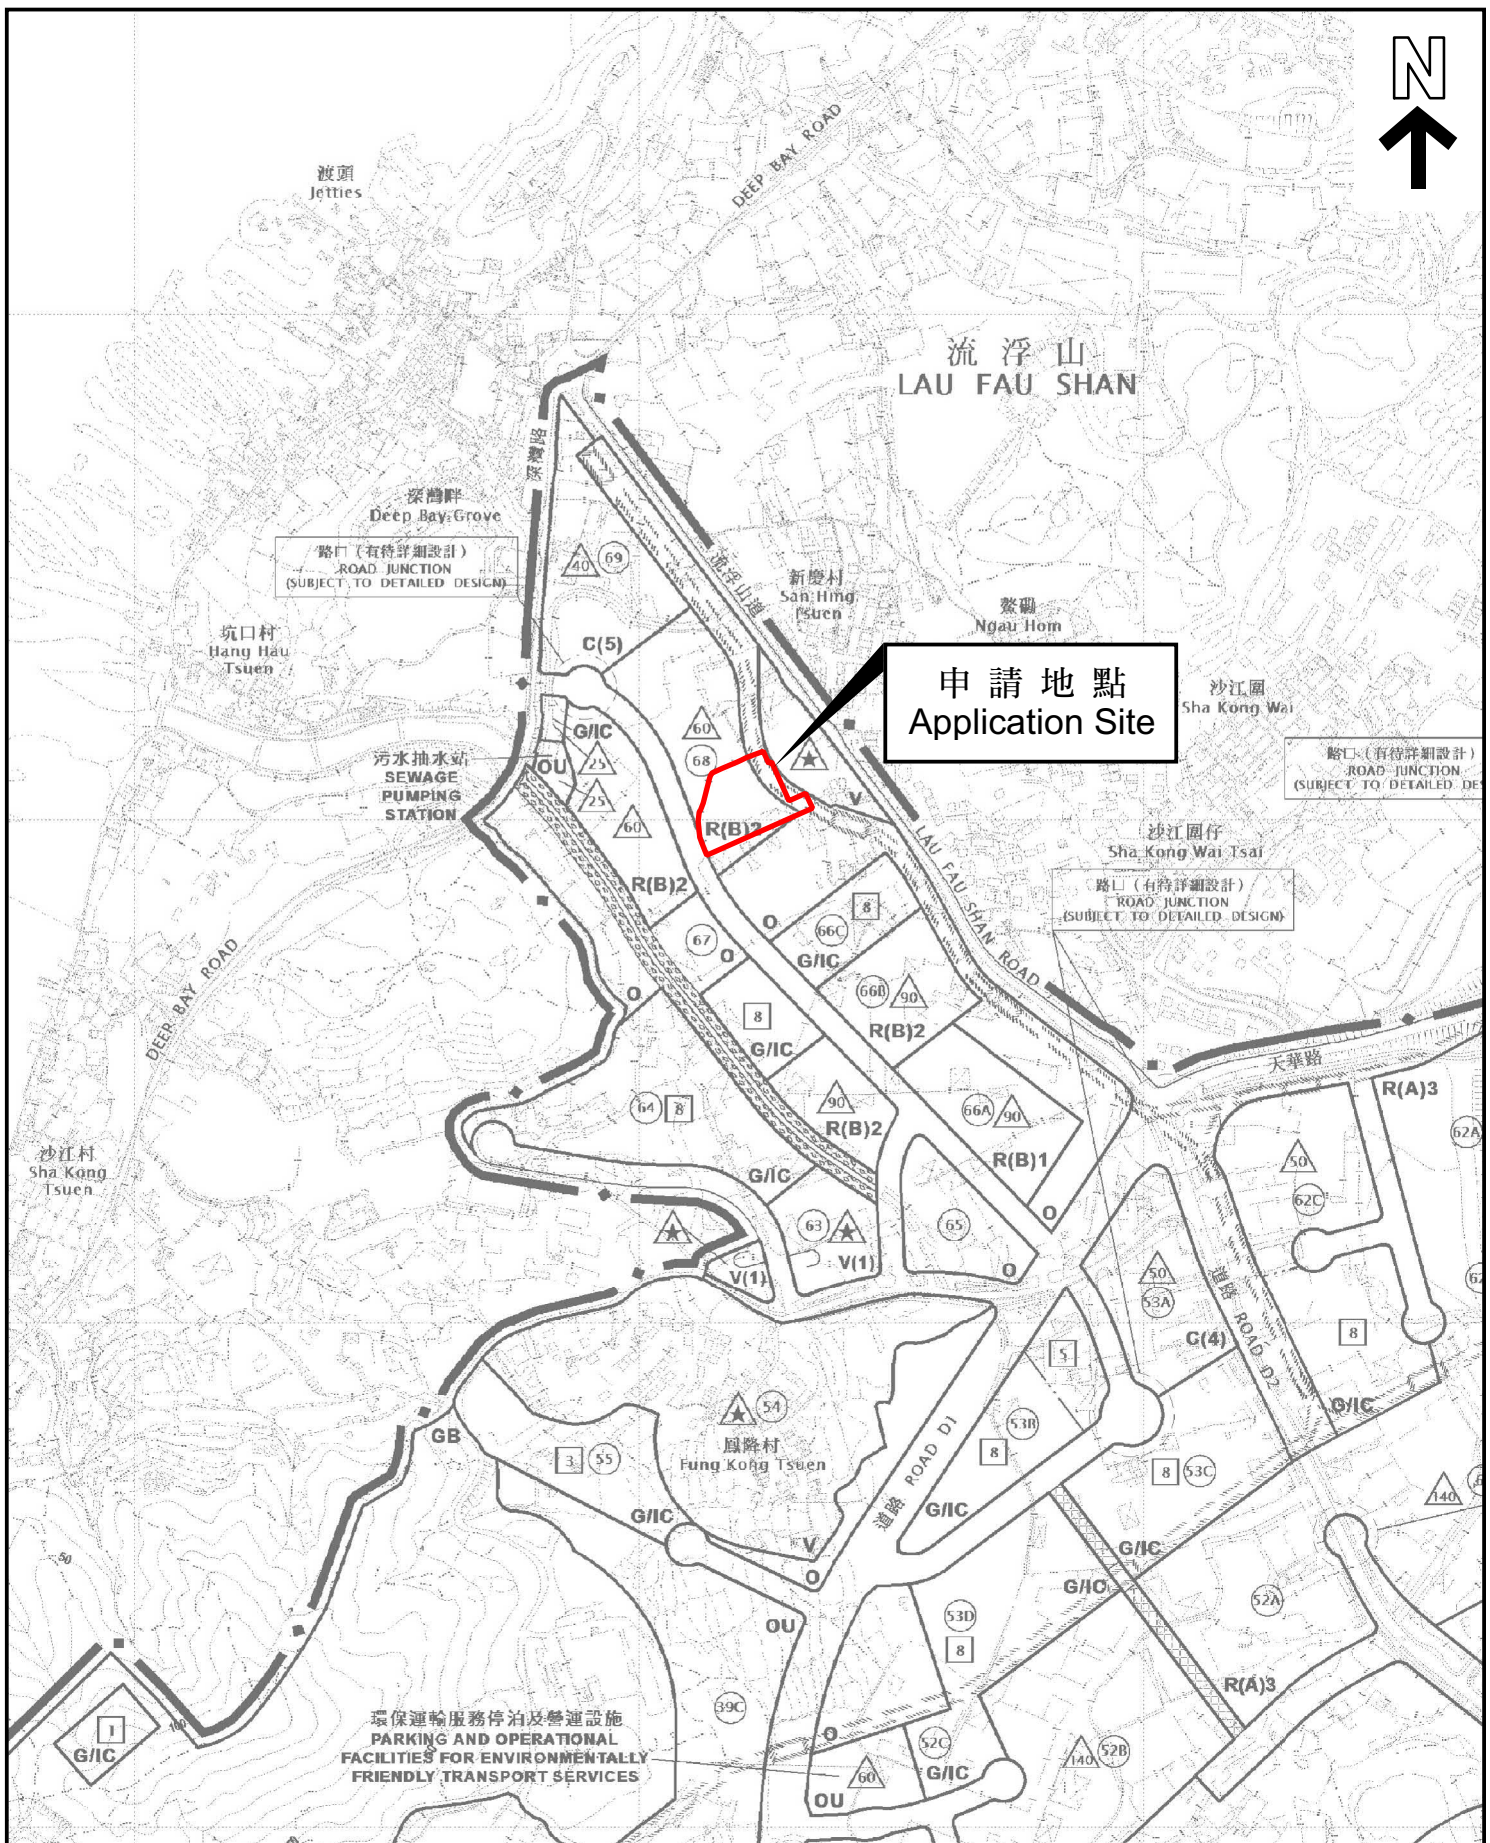 N
DEEP BAY ROAD
渡頭
Jetties
流浮山
LAU FAU SHAN
深灣路
深灣畔
Deep Bay Grove
路口（有待詳細設計）
ROAD JUNCTION
(SUBJECT TO DETAILED DESIGN)
40
69
流浮山道
新慶村
San Hing
Tsuen
鰲磡
Ngau Hom
坑口村
Hang Hau
Tsuen
C(5)
申請地點
Application Site
沙江圍
Sha Kong Wai
G/IC
60
68
污水抽水站
SEWAGE
PUMPING
STATION
OU
25
25
60
路口（有待詳細設計）
ROAD JUNCTION
(SUBJECT TO DETAILED DES
V
R(B)2
LAU FAU SHAN ROAD
沙江圍仔
Sha Kong Wai Tsai
路口（有待詳細設計）
ROAD JUNCTION
(SUBJECT TO DETAILED DESIGN)
R(B)2
8
O
66C
G/IC
67
O
DEEP BAY ROAD
O
66B
90
R(B)2
8
G/IC
天華路
R(A)3
64
8
90
R(B)2
66A
90
62A
沙江村
Sha Kong
Tsuen
R(B)1
50
62C
G/IC
63
65
O
V(1)
V(1)
O
50
53A
道路 ROAD D2
C(4)
8
5
G/IC
54
鳳降村
Fung Kong Tsuen
道路 ROAD D1
53B
8
GB
3
55
8
53C
140
G/IC
G/IC
V
O
G/IC
G/IC
50
53D
8
52A
OU
R(A)3
1
G/IC
100
39C
環保運輸服務停泊及營運設施
PARKING AND OPERATIONAL
FACILITIES FOR ENVIRONMENTALLY
FRIENDLY TRANSPORT SERVICES
O
52C
G/IC
60
OU
140
52B